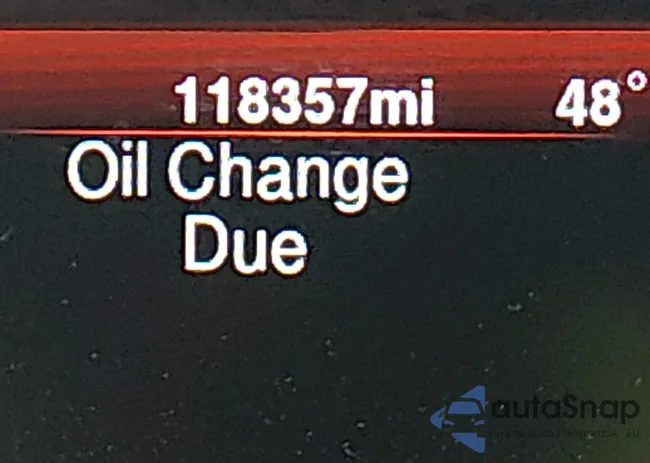 118357mi 48°
Oil Change
Due
autoSnap